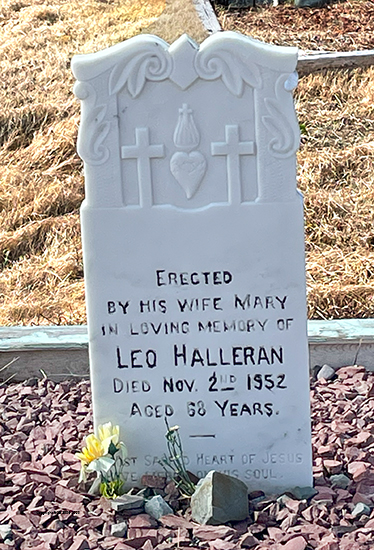 Erected
by his wife Mary
in loving memory of
Leo Halleran
Died Nov. 2nd 1952
Aged 68 Years.
Sacred Heart of Jesus
his soul.